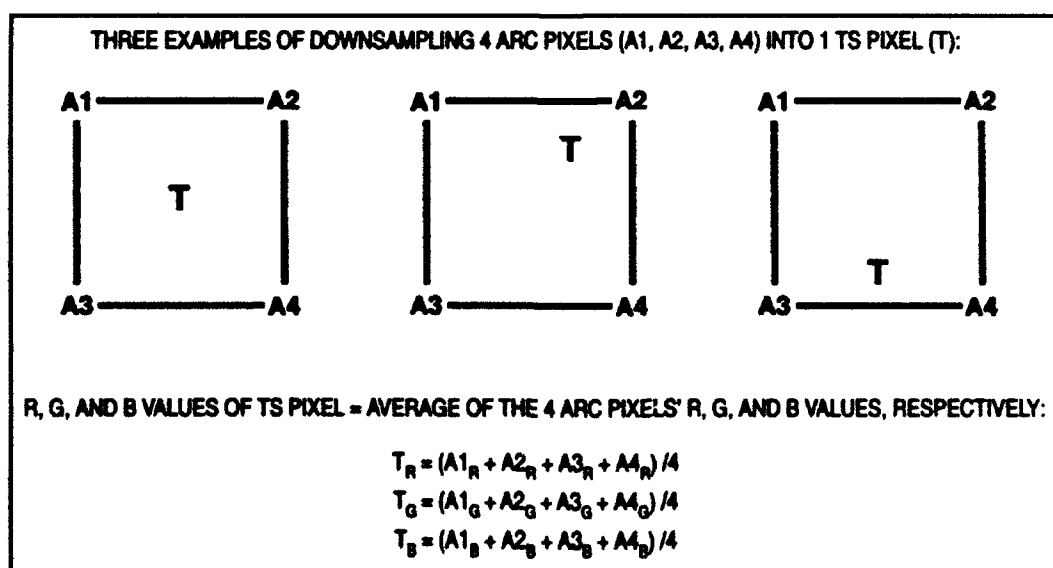 THREE EXAMPLES OF DOWNSAMPLING 4 ARC PIXELS (A1, A2, A3, A4) INTO 1 TS PIXEL (T):
A1 A2 A1 A2 A1 A2
T
T
T
A3 A4 A3 A4 A3 A4
R, G, AND B VALUES OF TS PIXEL = AVERAGE OF THE 4 ARC PIXELS' R, G, AND B VALUES, RESPECTIVELY:
T_R = (A1_R + A2_R + A3_R + A4_R) /4
T_G = (A1_G + A2_G + A3_G + A4_G) /4
T_B = (A1_B + A2_B + A3_B + A4_B) /4